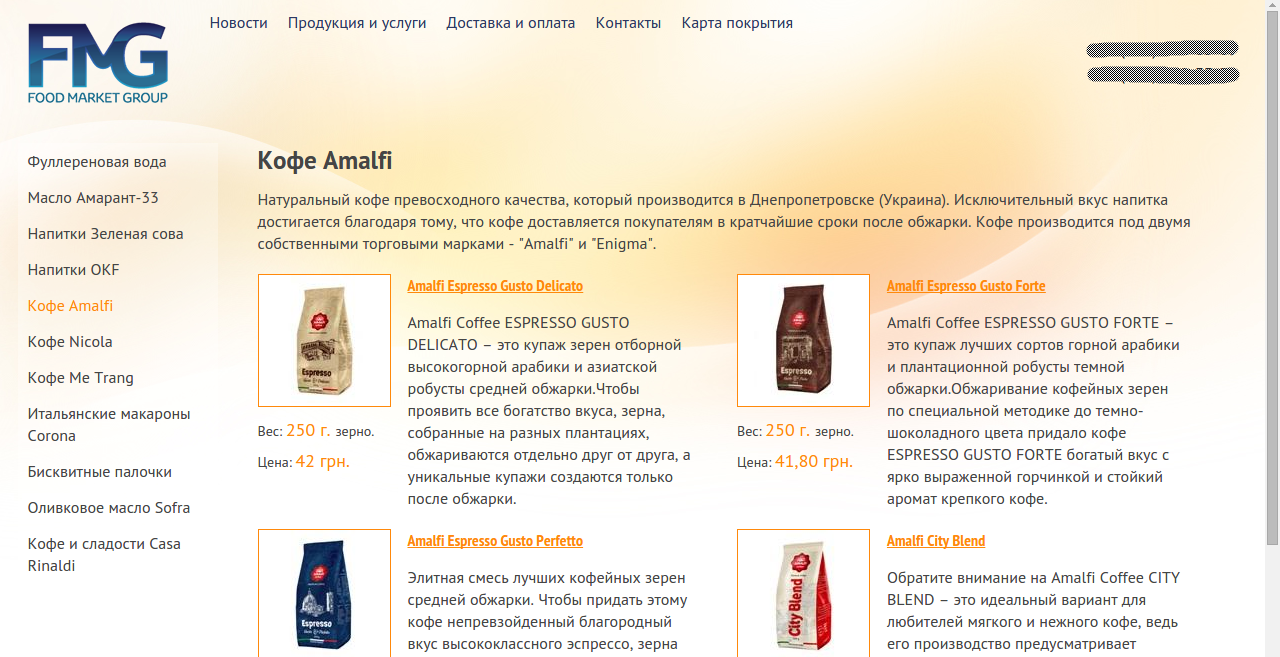 Новости Продукция и услуги Доставка и оплата Контакты Карта покрытия
FMG
FOOD MARKET GROUP
Фуллереновая вода
Масло Амарант-33
Напитки Зеленая сова
Напитки OKF
Кофе Amalfi
Кофе Nicola
Кофе Me Trang
Итальянские макароны
Corona
Бисквитные палочки
Оливковое масло Sofra
Кофе и сладости Casa
Rinaldi
Кофе Amalfi
Натуральный кофе превосходного качества, который производится в Днепропетровске (Украина). Исключительный вкус напитка
достигается благодаря тому, что кофе доставляется покупателям в кратчайшие сроки после обжарки. Кофе производится под двумя
собственными торговыми марками - "Amalfi" и "Enigma".
Espresso
Вес: 250 г. зерно.
Цена: 42 грн.
Amalfi Espresso Gusto Delicato
Amalfi Coffee ESPRESSO GUSTO
DELICATO – это купаж зерен отборной
высокогорной арабики и азиатской
робусты средней обжарки.Чтобы
проявить все богатство вкуса, зерна,
собранные на разных плантациях,
обжариваются отдельно друг от друга, а
уникальные купажи создаются только
после обжарки.
Espresso
Вес: 250 г. зерно.
Цена: 41,80 грн.
Amalfi Espresso Gusto Forte
Amalfi Coffee ESPRESSO GUSTO FORTE –
это купаж лучших сортов горной арабики
и плантационной робусты темной
обжарки.Обжаривание кофейных зерен
по специальной методике до темно-
шоколадного цвета придало кофе
ESPRESSO GUSTO FORTE богатый вкус с
ярко выраженной горчинкой и стойкий
аромат крепкого кофе.
Espresso
Amalfi Espresso Gusto Perfetto
Элитная смесь лучших кофейных зерен
средней обжарки. Чтобы придать этому
кофе непревзойденный благородный
вкус высококлассного эспрессо, зерна
City Blend
Amalfi City Blend
Обратите внимание на Amalfi Coffee CITY
BLEND – это идеальный вариант для
любителей мягкого и нежного кофе, ведь
его производство предусматривает